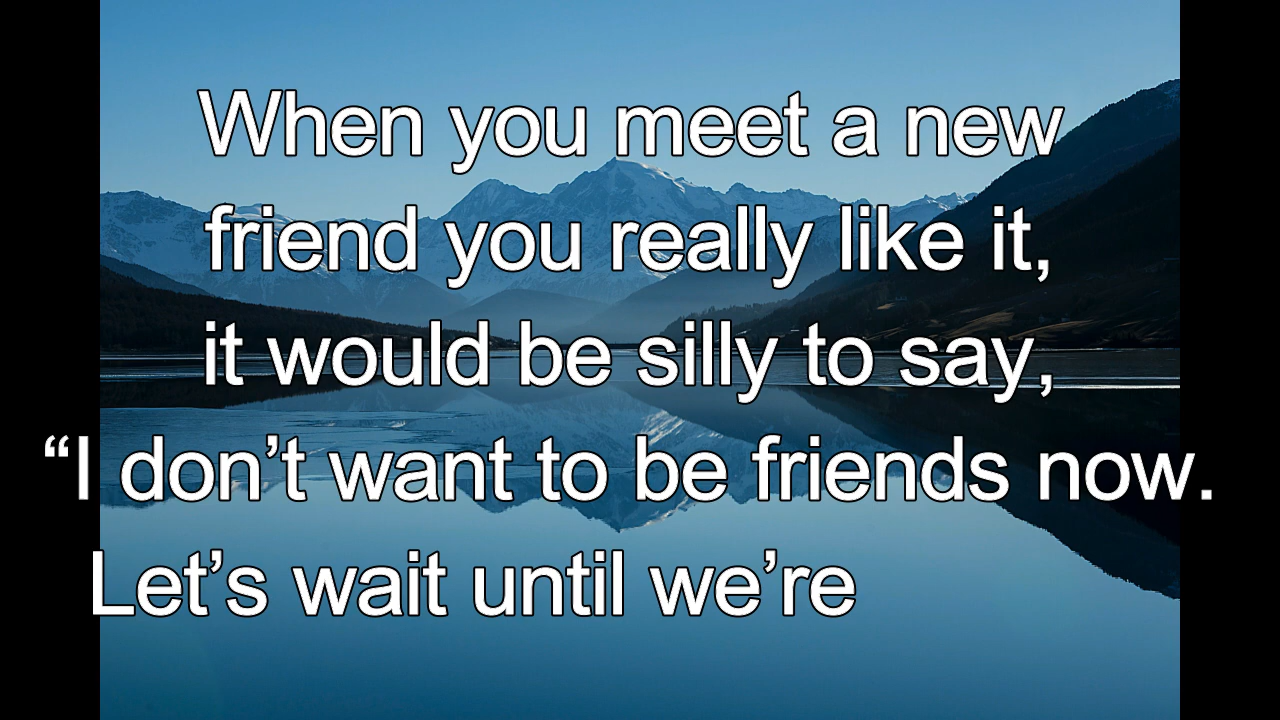 When you meet a new
friend you really like it,
it would be silly to say,
“I don’t want to be friends now.
Let’s wait until we’re